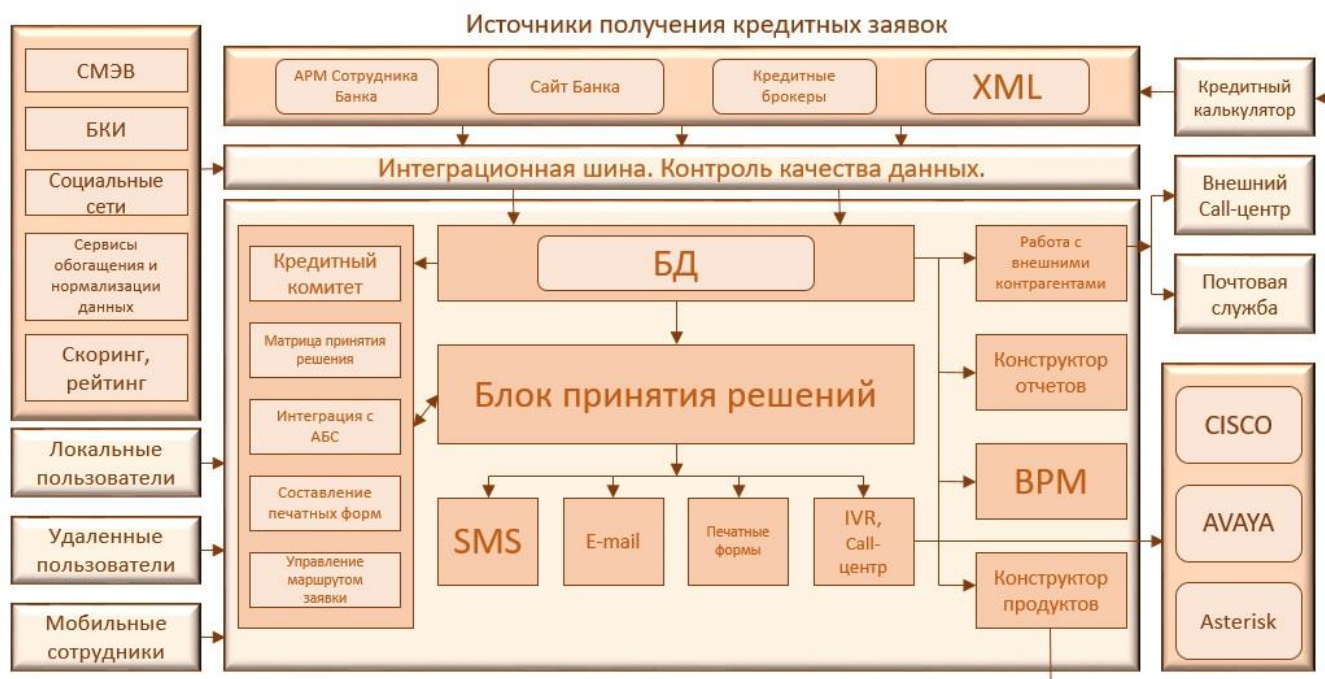 Источники получения кредитных заявок
СМЭВ
БКИ
Социальные
сети
Сервисы
обогащения и
нормализации
данных
Скоринг,
рейтинг
Локальные
пользователи
Удаленные
пользователи
Мобильные
сотрудники
АРМ Сотрудника
Банка
Сайт Банка
Кредитные
брокеры
XML
Интеграционная шина. Контроль качества данных.
Кредитный
комитет
Матрица принятия
решения
Интеграция с
АБС
Составление
печатных форм
Управление
маршрутом
заявки
БД
Блок принятия решений
SMS
E-mail
Печатные
формы
IVR,
Call-
центр
Работа с
внешними
контрагентами
Конструктор
отчетов
BPM
Конструктор
продуктов
Кредитный
калькулятор
Внешний
Call-центр
Почтовая
служба
CISCO
AVAYA
Asterisk